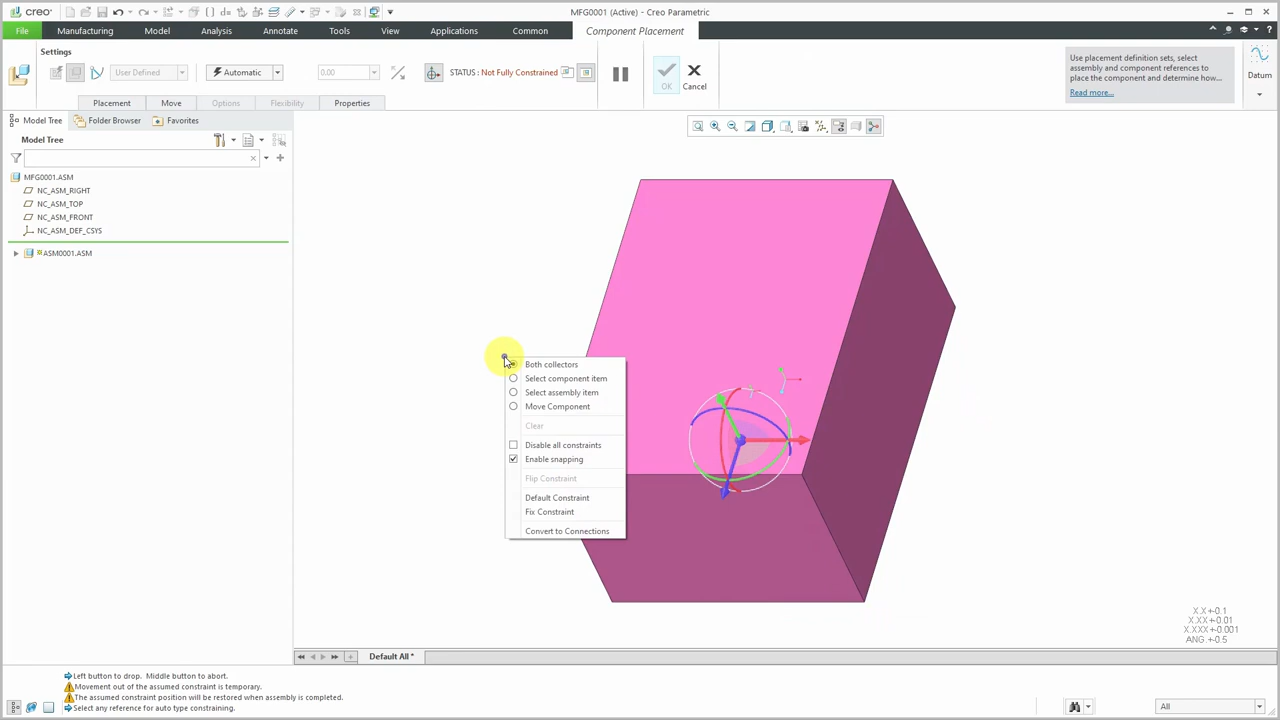 creo
MFG0001 (Active) - Creo Parametric
File Manufacturing Model Analysis Annotate Tools View Applications Common Component Placement
Settings
User Defined
Automatic
0.00
STATUS : Not Fully Constrained
OK
Cancel
Use placement definition sets, select
assembly and component references to
place the component and determine how...
Read more...
Datum
Placement Move Options Flexibility Properties
Model Tree Folder Browser Favorites
Model Tree
MFG0001.ASM
NC_ASM_RIGHT
NC_ASM_TOP
NC_ASM_FRONT
NC_ASM_DEF_CSYS
ASM0001.ASM
Both collectors
Select component item
Select assembly item
Move Component
Clear
Disable all constraints
Enable snapping
Flip Constraint
Default Constraint
Fix Constraint
Convert to Connections
X.X+-0.1
X.XX+-0.01
X.XXX+-0.001
ANG.+-0.5
Default All *
Left button to drop. Middle button to abort.
Movement out of the assumed constraint is temporary.
The assumed constraint position will be restored when assembly is completed.
Select any reference for auto type constraining.
All